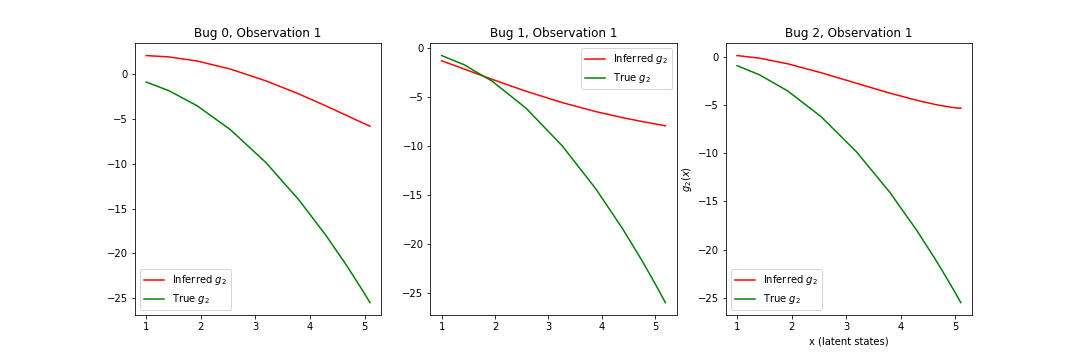 Bug 0, Observation 1
0
−5
−10
−15
−20
−25
1 2 3 4 5
Inferred g₂
True g₂
Bug 1, Observation 1
0
−5
−10
−15
−20
−25
1 2 3 4 5
Inferred g₂
True g₂
Bug 2, Observation 1
g₂(x)
0
−5
−10
−15
−20
−25
1 2 3 4 5
x (latent states)
Inferred g₂
True g₂